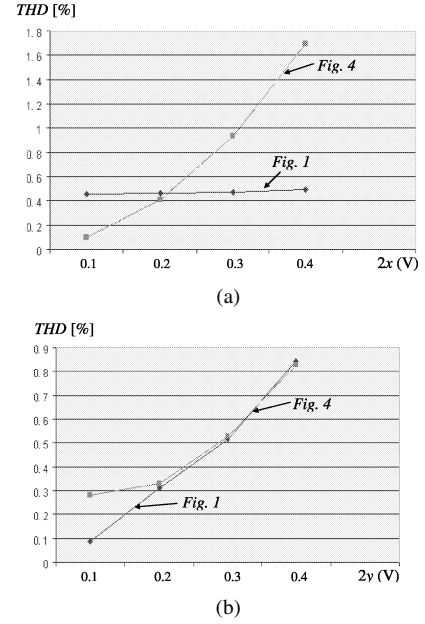 THD [%]
1. 8
1. 6
Fig. 4
1. 4
1. 2
1
0. 8
Fig. 1
0. 6
0. 4
0. 2
0
0.1 0.2 0.3 0.4 2x (V)
(a)
THD [%]
0. 9
0. 8
0. 7
Fig. 4
0. 6
0. 5
0. 4
0. 3
Fig. 1
0. 2
0. 1
0
0.1 0.2 0.3 0.4 2y (V)
(b)